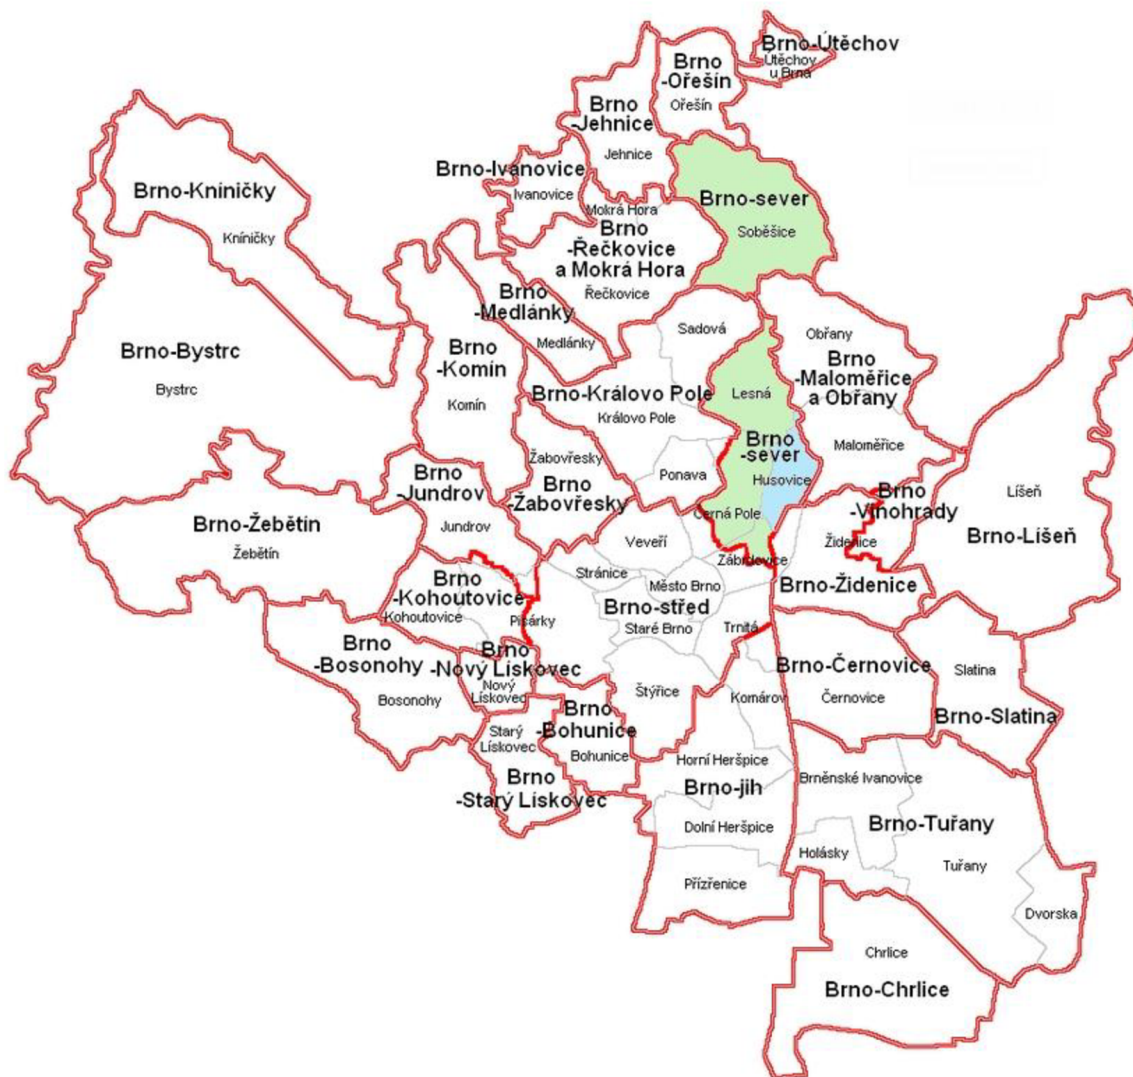 Brno-Útěchov
Útěchov
u Brna
Brno
-Ořešín
Ořešín
Brno
-Jehnice
Jehnice
Brno-Ivanovice
Ivanovice
Brno-Kníničky
Kníničky
Brno-sever
Soběšice
Mokrá Hora
Brno
-Řečkovice
a Mokrá Hora
Řečkovice
Brno
-Medlánky
Medlánky
Sadová
Obřany
Brno
-Maloměřice
a Obřany
Maloměřice
Brno-Bystrc
Bystrc
Brno
-Komín
Komín
Brno-Královo Pole
Královo Pole
Lesná
Brno
-sever
Husovice
Černá Pole
Ponava
Žabovřesky
Brno
-Žabovřesky
Brno
-Jundrov
Jundrov
Brno
-Vinohrady
Líšeň
Brno-Líšeň
Židenice
Brno-Židenice
Brno-Žebětín
Žebětín
Veveří
Zábrdovice
Stránice
Město Brno
Brno-střed
Staré Brno
Trnitá
Brno
-Kohoutovice
Kohoutovice
Pisárky
Brno
-Bosonohy
Bosonohy
Brno
-Nový Lískovec
Nový
Lískovec
Štýřice
Komárov
Brno-Černovice
Černovice
Slatina
Brno-Slatina
Starý
Lískovec
Brno
-Starý Lískovec
Brno
-Bohunice
Bohunice
Horní Heršpice
Brno-jih
Dolní Heršpice
Přízřenice
Brněnské Ivanovice
Brno-Tuřany
Holásky
Tuřany
Dvorska
Chrlice
Brno-Chrlice